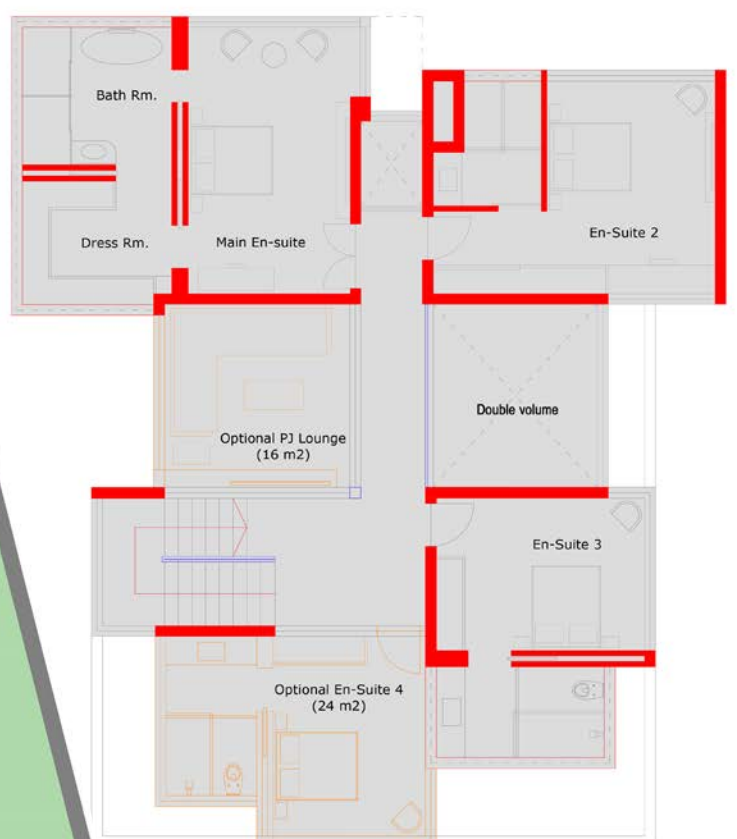 Bath Rm.
Dress Rm.
Main En-suite
En-Suite 2
Optional PJ Lounge
(16 m2)
Double volume
En-Suite 3
Optional En-Suite 4
(24 m2)